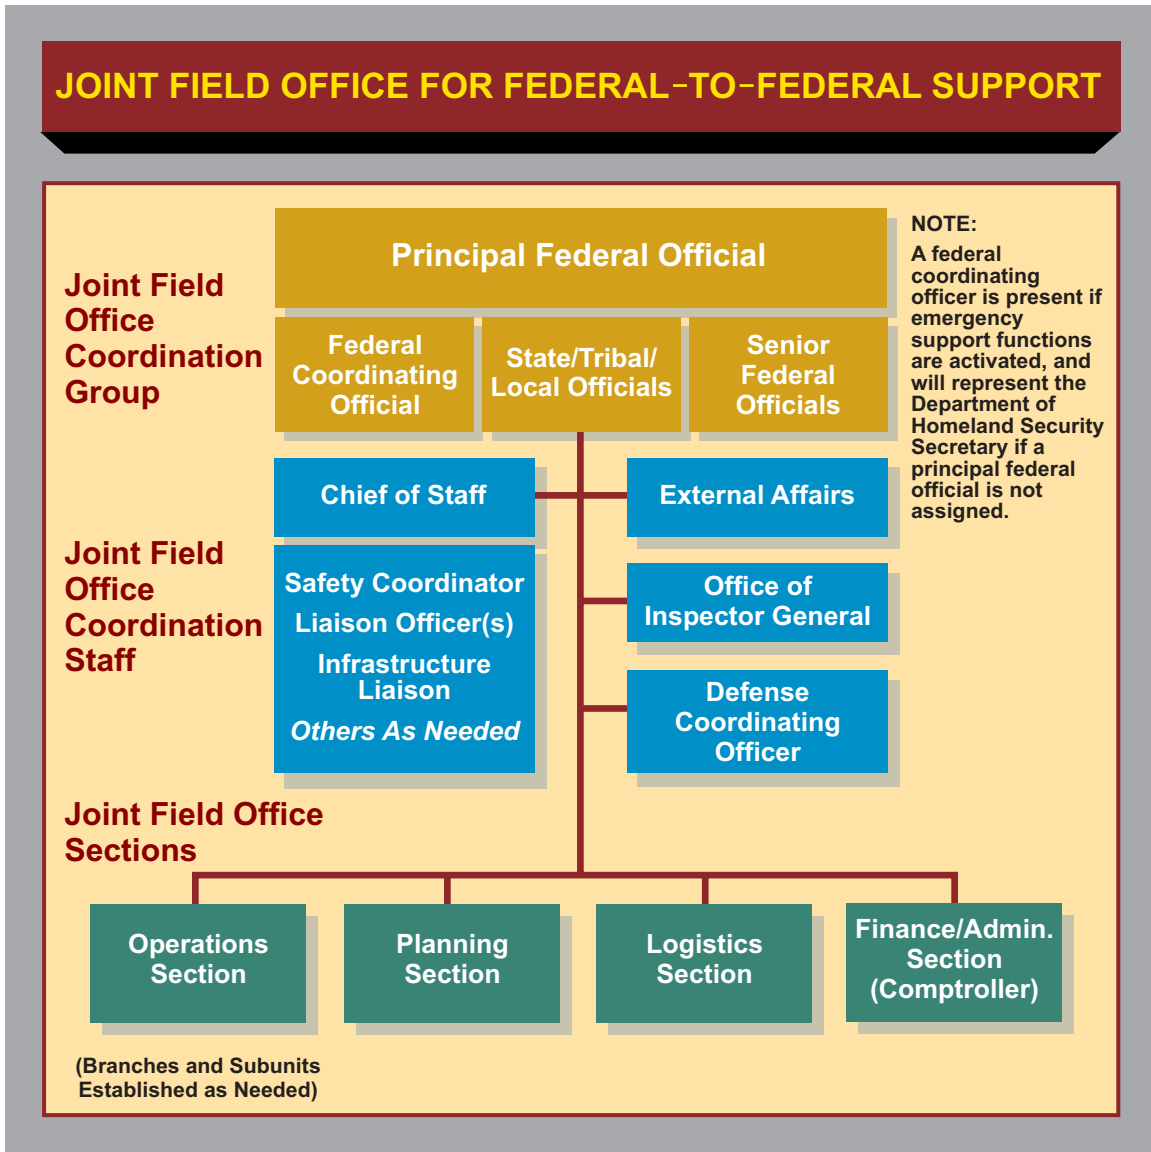 JOINT FIELD OFFICE FOR FEDERAL-TO-FEDERAL SUPPORT
Joint Field
Office
Coordination
Group
Principal Federal Official
Federal
Coordinating
Official
State/Tribal/
Local Officials
Senior
Federal
Officials
NOTE:
A federal
coordinating
officer is present if
emergency
support functions
are activated, and
will represent the
Department of
Homeland Security
Secretary if a
principal federal
official is not
assigned.
Joint Field
Office
Coordination
Staff
Chief of Staff
Safety Coordinator
Liaison Officer(s)
Infrastructure
Liaison
Others As Needed
External Affairs
Office of
Inspector General
Defense
Coordinating
Officer
Joint Field Office
Sections
Operations
Section
Planning
Section
Logistics
Section
Finance/Admin.
Section
(Comptroller)
(Branches and Subunits
Established as Needed)